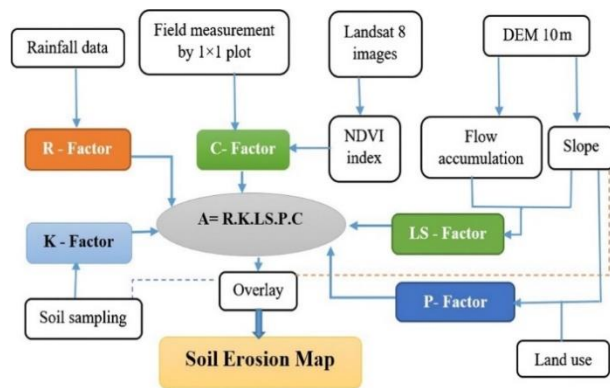 Rainfall data
Field measurement
by 1×1 plot
Landsat 8
images
DEM 10m
R - Factor
C- Factor
NDVI
index
Flow
accumulation
Slope
A= R.K.LS.P.C
K - Factor
LS - Factor
Soil sampling
Overlay
P- Factor
Soil Erosion Map
Land use